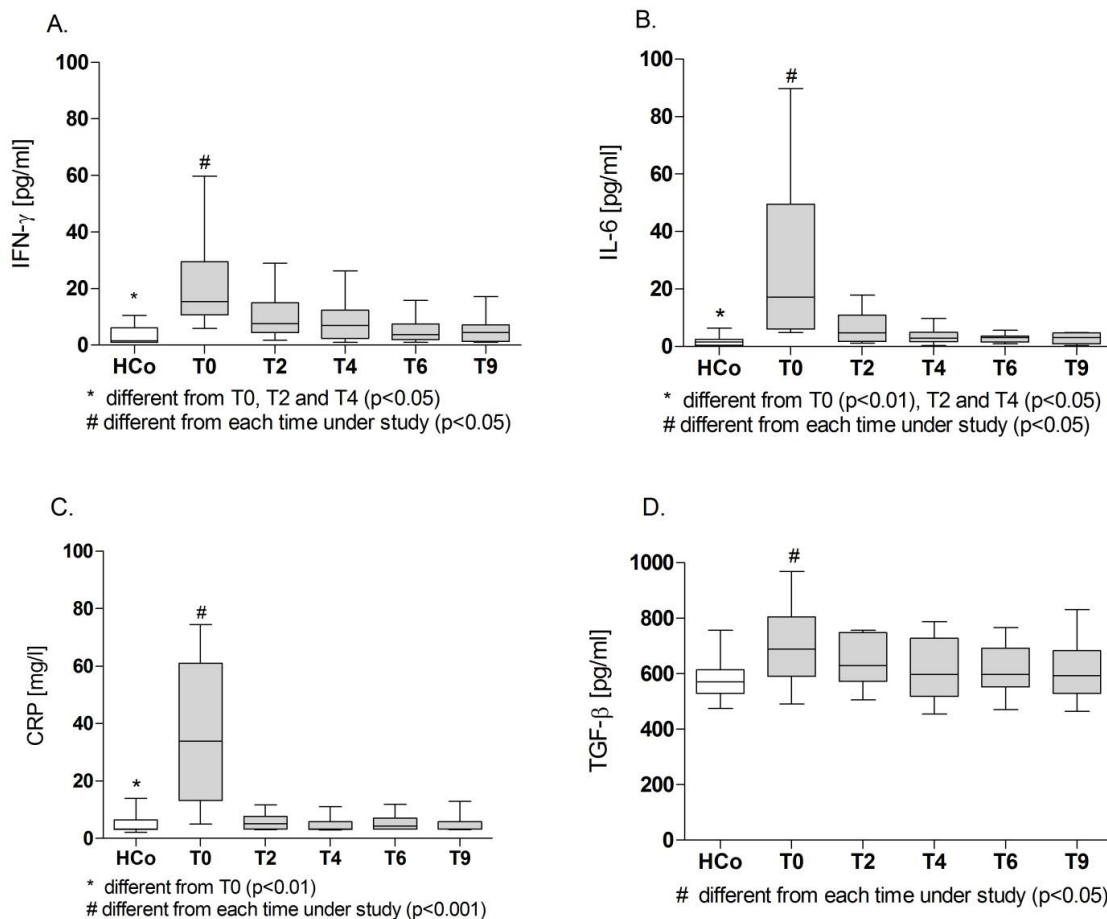 A.
100
80
60
40
20
0
IFN-γ [pg/ml]
*
#
HCo T0 T2 T4 T6 T9
* different from T0, T2 and T4 (p<0.05)
# different from each time under study (p<0.05)
B.
100
80
60
40
20
0
IL-6 [pg/ml]
*
#
HCo T0 T2 T4 T6 T9
* different from T0 (p<0.01), T2 and T4 (p<0.05)
# different from each time under study (p<0.05)
C.
100
80
60
40
20
0
CRP [mg/l]
*
#
HCo T0 T2 T4 T6 T9
* different from T0 (p<0.01)
# different from each time under study (p<0.001)
D.
1000
800
600
400
200
0
TGF-β [pg/ml]
#
HCo T0 T2 T4 T6 T9
# different from each time under study (p<0.05)